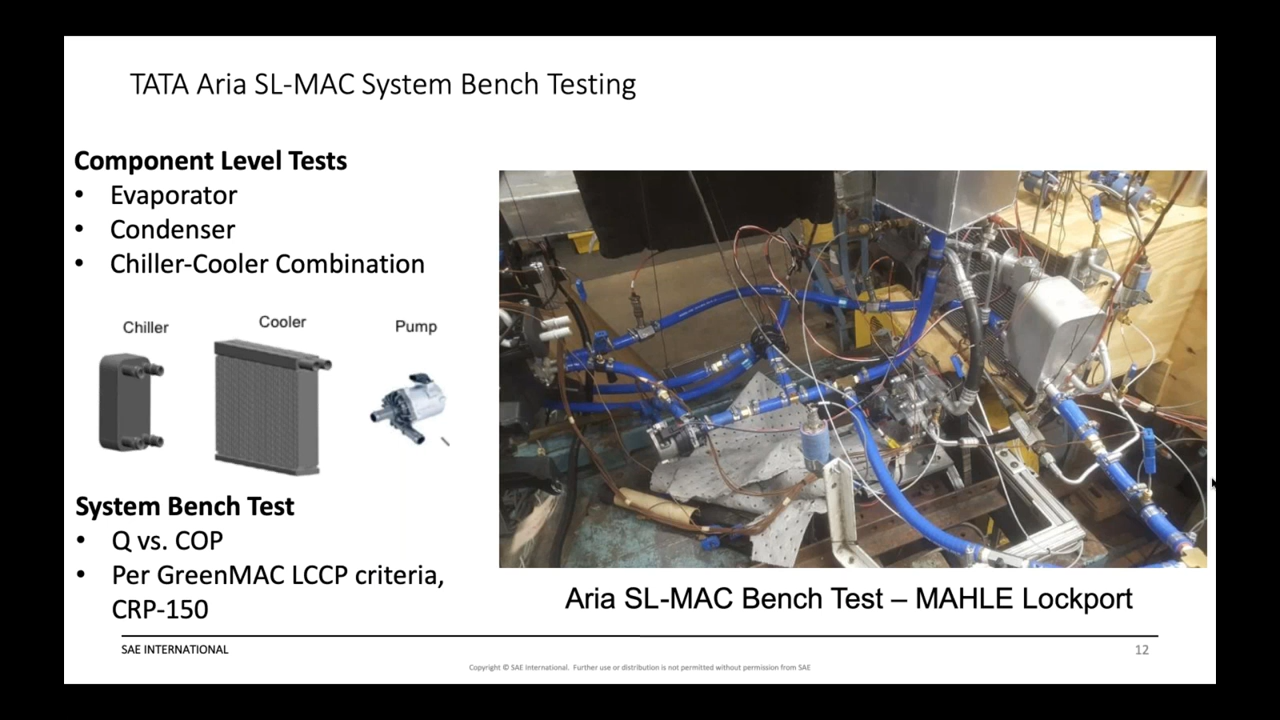 TATA Aria SL-MAC System Bench Testing
Component Level Tests
• Evaporator
• Condenser
• Chiller-Cooler Combination
Chiller
Cooler
Pump
System Bench Test
• Q vs. COP
• Per GreenMAC LCCP criteria,
CRP-150
Aria SL-MAC Bench Test – MAHLE Lockport
SAE INTERNATIONAL
12
Copyright © SAE International. Further use or distribution is not permitted without permission from SAE